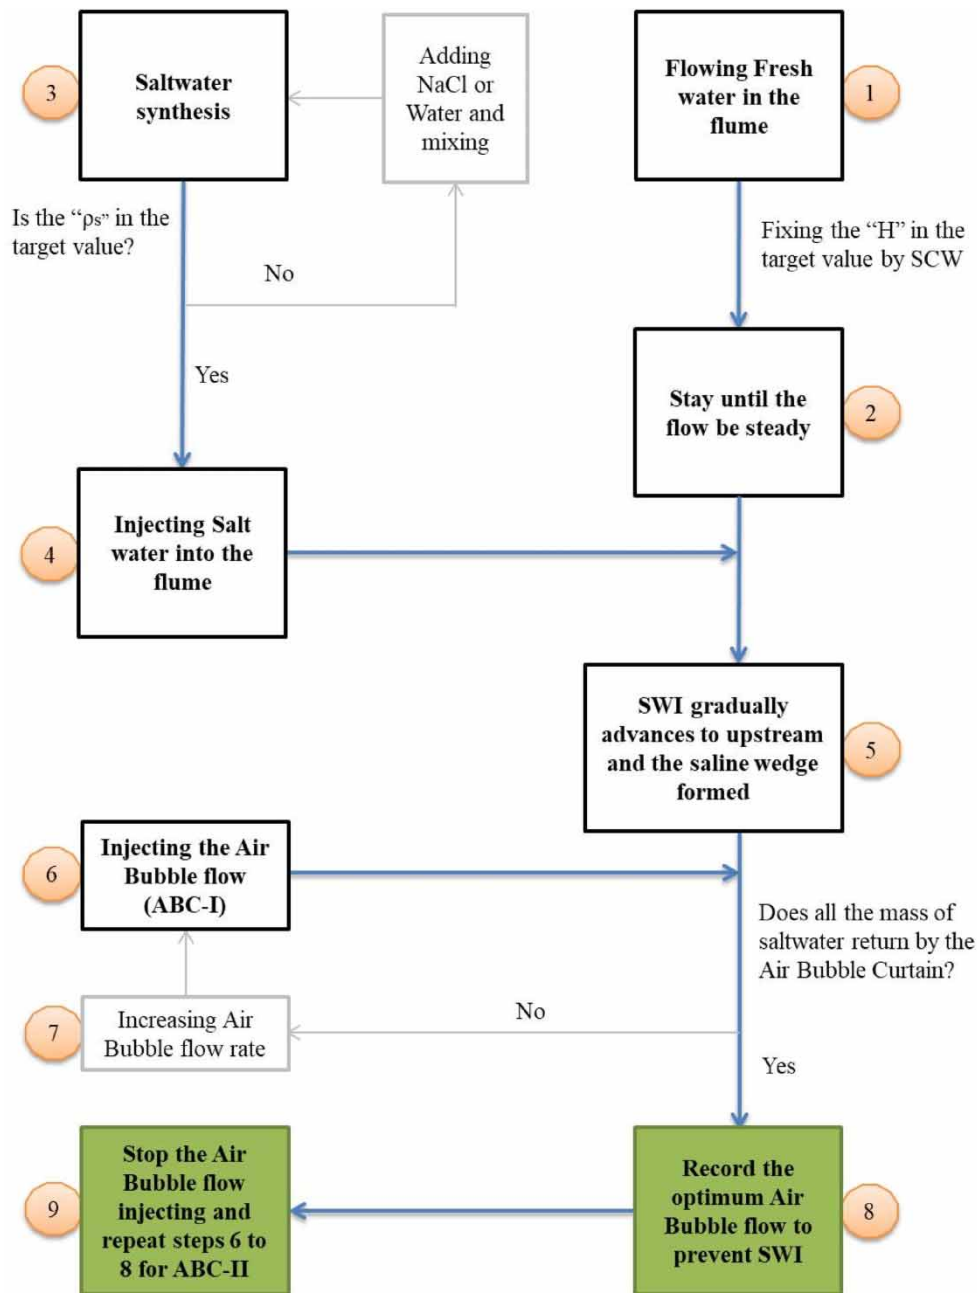 3
Saltwater
synthesis
Adding
NaCl or
Water and
mixing
Flowing Fresh
water in the
flume
1
Is the “ρs” in the
target value?
No
Yes
Fixing the “H” in the
target value by SCW
Stay until the
flow be steady
2
4
Injecting Salt
water into the
flume
SWI gradually
advances to upstream
and the saline wedge
formed
5
6
Injecting the Air
Bubble flow
(ABC-I)
Does all the mass of
saltwater return by the
Air Bubble Curtain?
7
Increasing Air
Bubble flow rate
No
Yes
9
Stop the Air
Bubble flow
injecting and
repeat steps 6 to
8 for ABC-II
Record the
optimum Air
Bubble flow to
prevent SWI
8